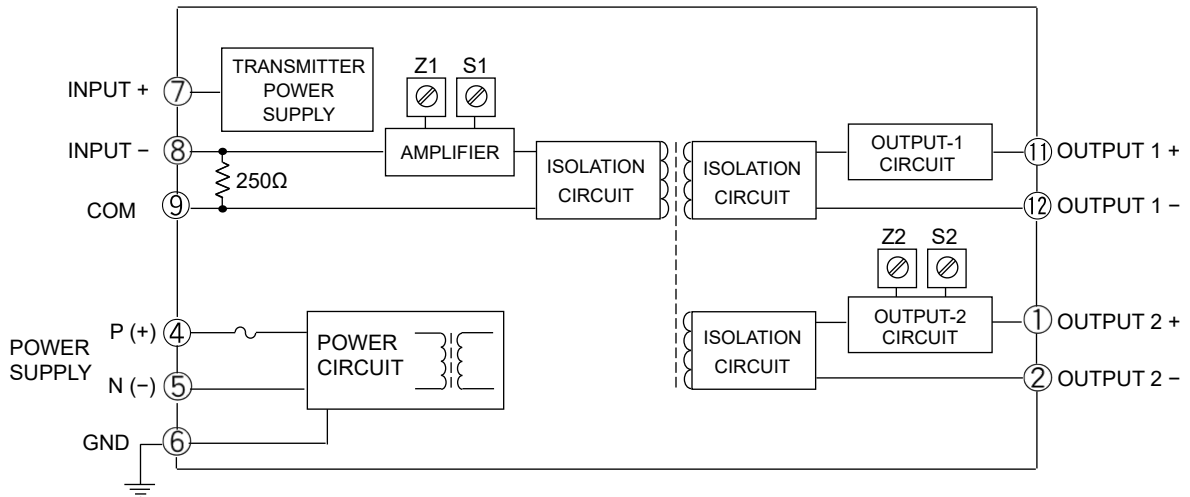 TRANSMITTER
POWER
SUPPLY
Z1
S1
INPUT +
7
INPUT −
8
AMPLIFIER
250Ω
COM
9
ISOLATION
CIRCUIT
ISOLATION
CIRCUIT
OUTPUT-1
CIRCUIT
11
OUTPUT 1 +
12
OUTPUT 1 −
Z2
S2
POWER
SUPPLY
P (+)
4
N (−)
5
GND
6
POWER
CIRCUIT
ISOLATION
CIRCUIT
OUTPUT-2
CIRCUIT
1
OUTPUT 2 +
2
OUTPUT 2 −